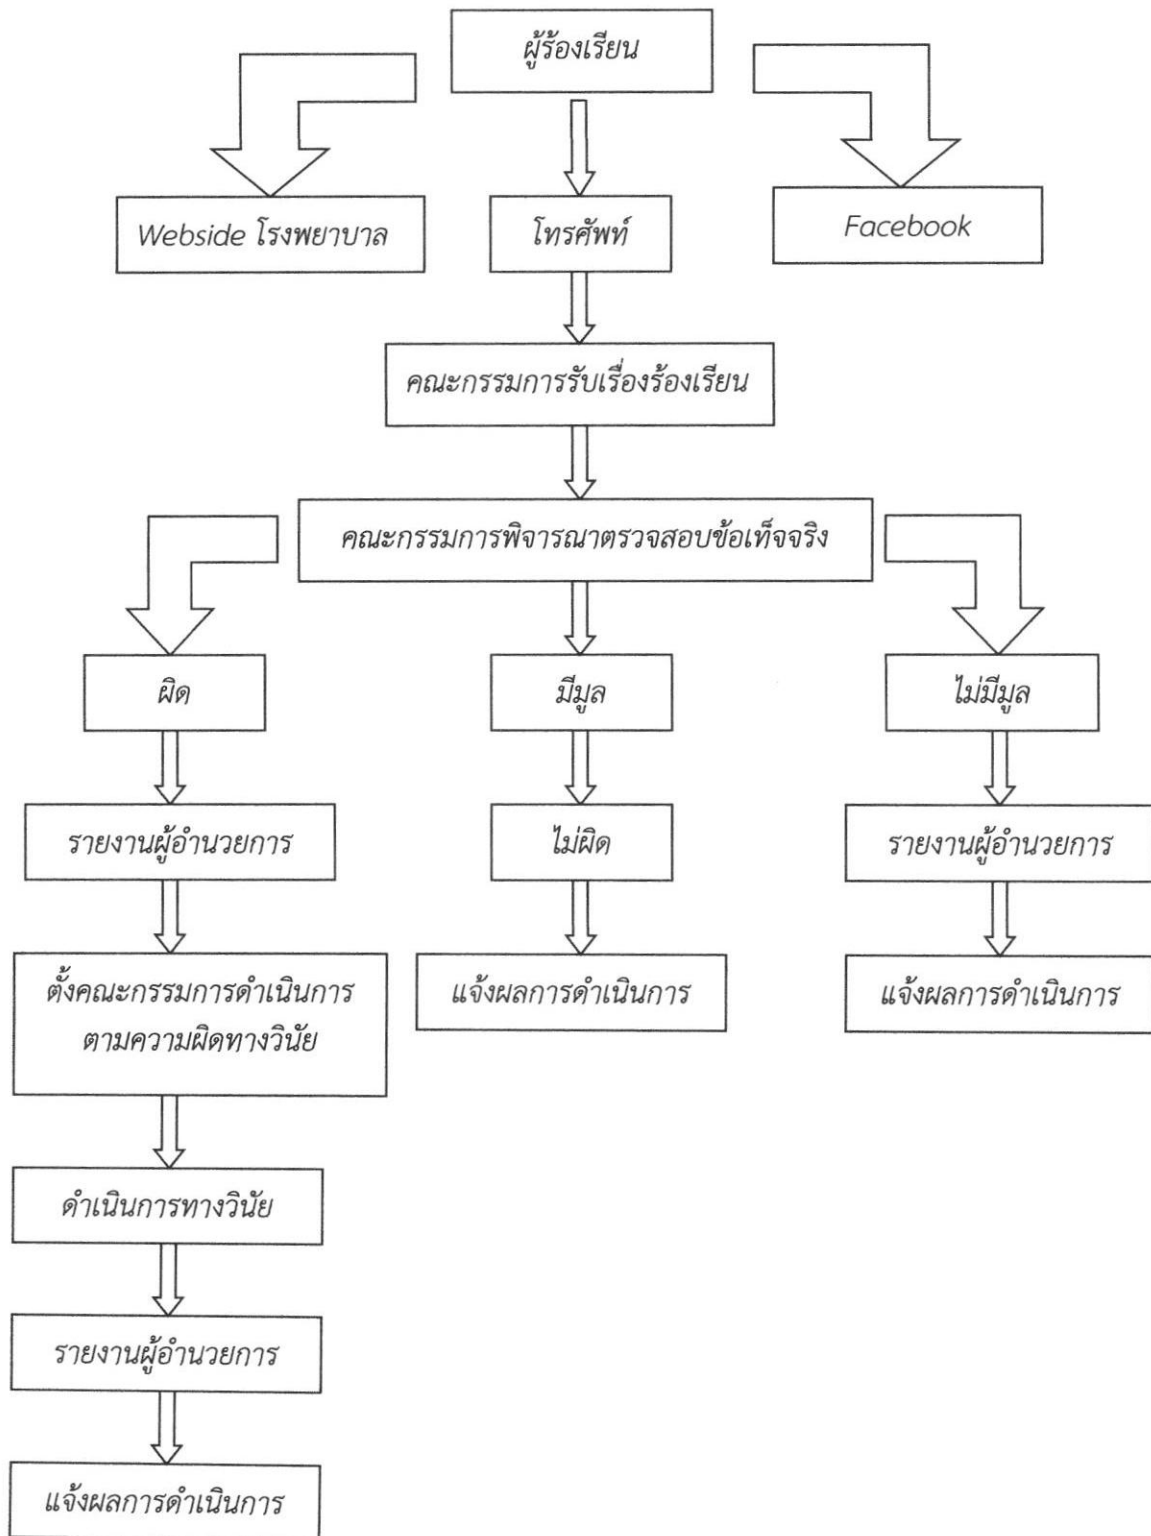 ผู้ร้องเรียน
Webside โรงพยาบาล
โทรศัพท์
Facebook
คณะกรรมการรับเรื่องร้องเรียน
คณะกรรมการพิจารณาตรวจสอบข้อเท็จจริง
ผิด
มีมูล
ไม่มีมูล
รายงานผู้อำนวยการ
ไม่ผิด
รายงานผู้อำนวยการ
ตั้งคณะกรรมการดำเนินการ
ตามความผิดทางวินัย
แจ้งผลการดำเนินการ
แจ้งผลการดำเนินการ
ดำเนินการทางวินัย
รายงานผู้อำนวยการ
แจ้งผลการดำเนินการ